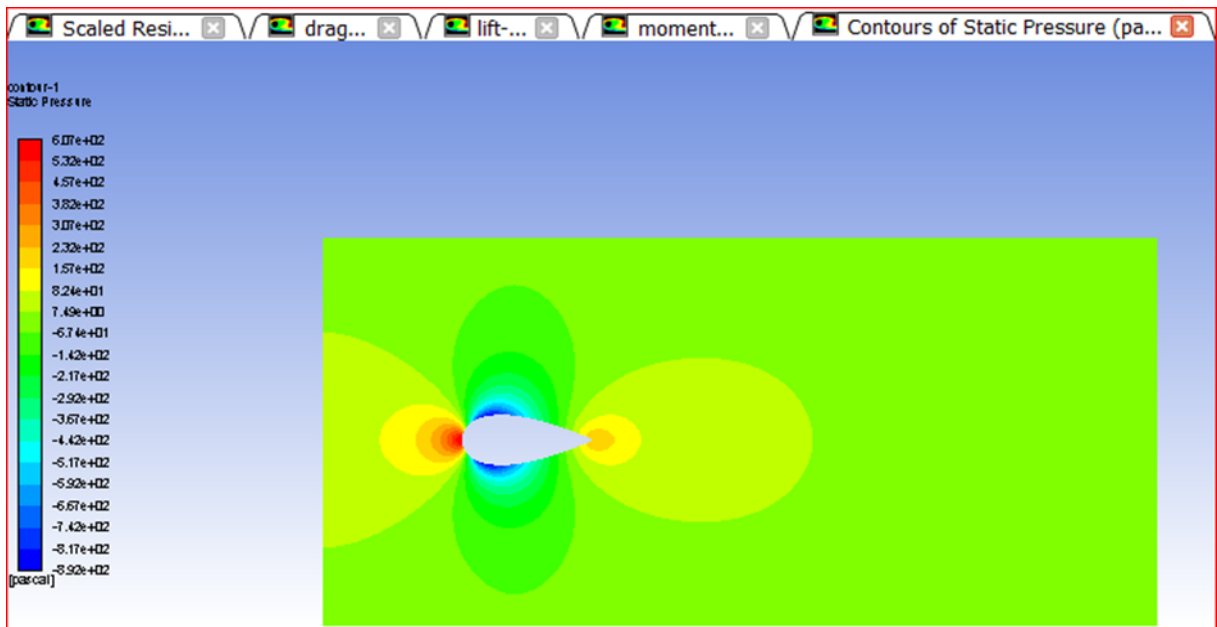 Scaled Resi... drag... lift-... moment... Contours of Static Pressure (pa...
contour-1
Static Pressure
6.07e+02
5.32e+02
4.57e+02
3.82e+02
3.07e+02
2.32e+02
1.57e+02
8.24e+01
7.49e+00
-6.74e+01
-1.42e+02
-2.17e+02
-2.92e+02
-3.67e+02
-4.42e+02
-5.17e+02
-5.92e+02
-6.67e+02
-7.42e+02
-8.17e+02
-8.92e+02
[pascal]